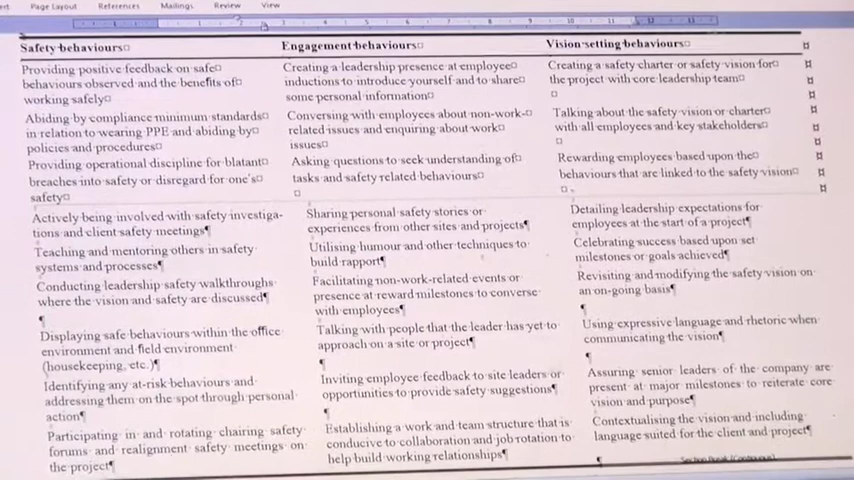 Page Layout References Mailings Review View
Safety behaviours Engagement behaviours Vision-setting behaviours
Providing positive feedback on safe
behaviours observed and the benefits of
working safely
Creating a leadership presence at employee
inductions to introduce yourself and to share
some personal information
Creating a safety charter or safety vision for
the project with core leadership team
Abiding by compliance minimum standards
in relation to wearing PPE and abiding by
policies and procedures
Conversing with employees about non-work-
related issues and enquiring about work
issues
Talking about the safety vision or charter
with all employees and key stakeholders
Providing operational discipline for blatant
breaches into safety or disregard for one's
safety
Asking questions to seek understanding of
tasks and safety related behaviours
Rewarding employees based upon the
behaviours that are linked to the safety vision
Actively being involved with safety investiga-
tions and client safety meetings
Teaching and mentoring others in safety
systems and processes
Conducting leadership safety walkthroughs
where the vision and safety are discussed
Displaying safe behaviours within the office
environment and field environment
(housekeeping, etc.)
Identifying any at-risk behaviours and
addressing them on the spot through personal
action
Participating in and rotating chairing safety
forums and realignment safety meetings on
the project
Sharing personal safety stories or
experiences from other sites and projects
Utilising humour and other techniques to
build rapport
Facilitating non-work-related events or
presence at reward milestones to converse
with employees
Talking with people that the leader has yet to
approach on a site or project
Inviting employee feedback to site leaders or
opportunities to provide safety suggestions
Establishing a work and team structure that is
conducive to collaboration and job rotation to
help build working relationships
Detailing leadership expectations for
employees at the start of a project
Celebrating success based upon set
milestones or goals achieved
Revisiting and modifying the safety vision on
an on-going basis
Using expressive language and rhetoric when
communicating the vision
Assuring senior leaders of the company are
present at major milestones to reiterate core
vision and purpose
Contextualising the vision and including
language suited for the client and project
Section Break (Continuous)